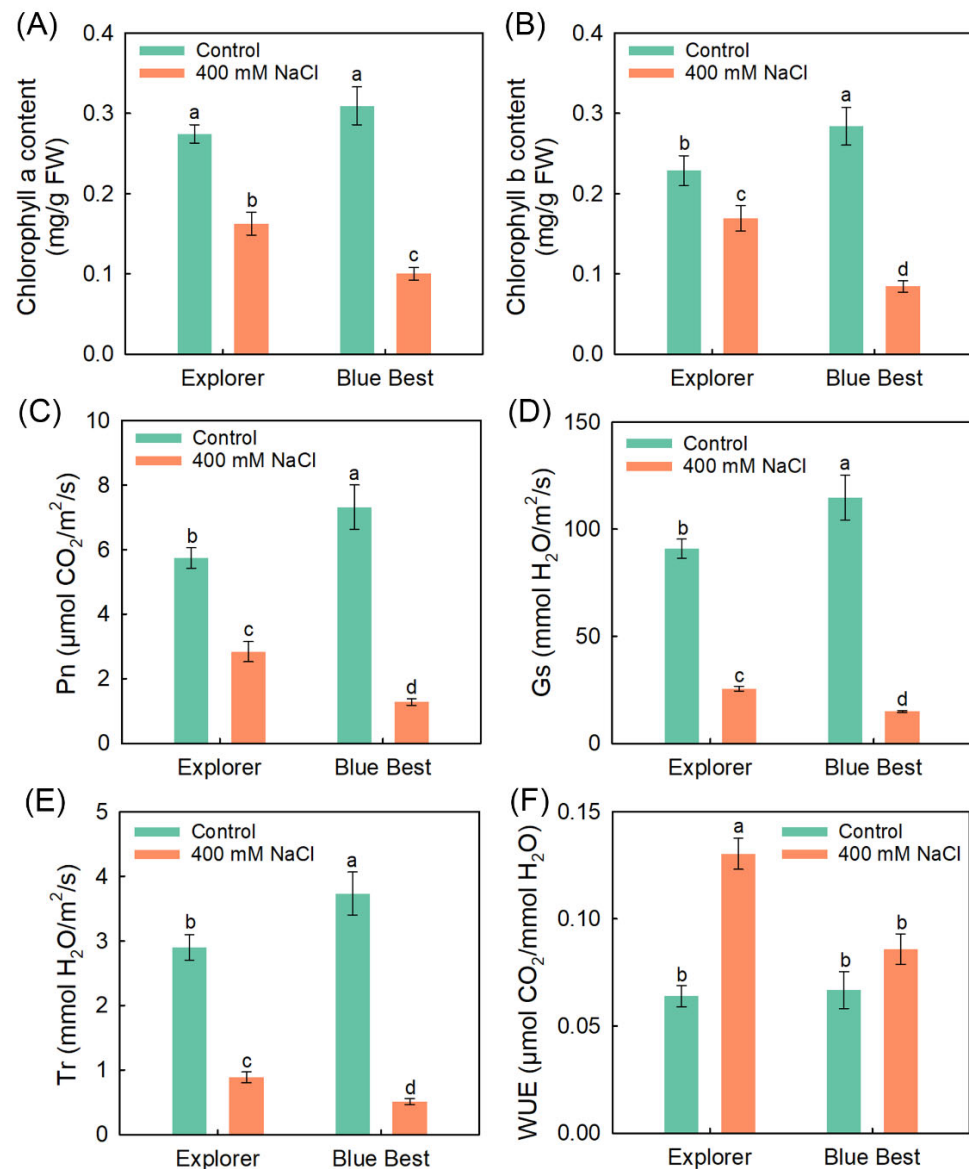 (A)
Chlorophyll a content
(mg/g FW)
0.4
0.3
0.2
0.1
0.0
Control
400 mM NaCl
a
b
a
c
Explorer
Blue Best
(B)
Chlorophyll b content
(mg/g FW)
0.4
0.3
0.2
0.1
0.0
Control
400 mM NaCl
b
c
a
d
Explorer
Blue Best
(C)
Pn (µmol CO₂/m²/s)
10
8
6
4
2
0
Control
400 mM NaCl
b
c
a
d
Explorer
Blue Best
(D)
Gs (mmol H₂O/m²/s)
150
100
50
0
Control
400 mM NaCl
b
c
a
d
Explorer
Blue Best
(E)
Tr (mmol H₂O/m²/s)
5
4
3
2
1
0
Control
400 mM NaCl
b
c
a
d
Explorer
Blue Best
(F)
WUE (µmol CO₂/mmol H₂O)
0.15
0.10
0.05
0.00
Control
400 mM NaCl
b
a
b
b
Explorer
Blue Best